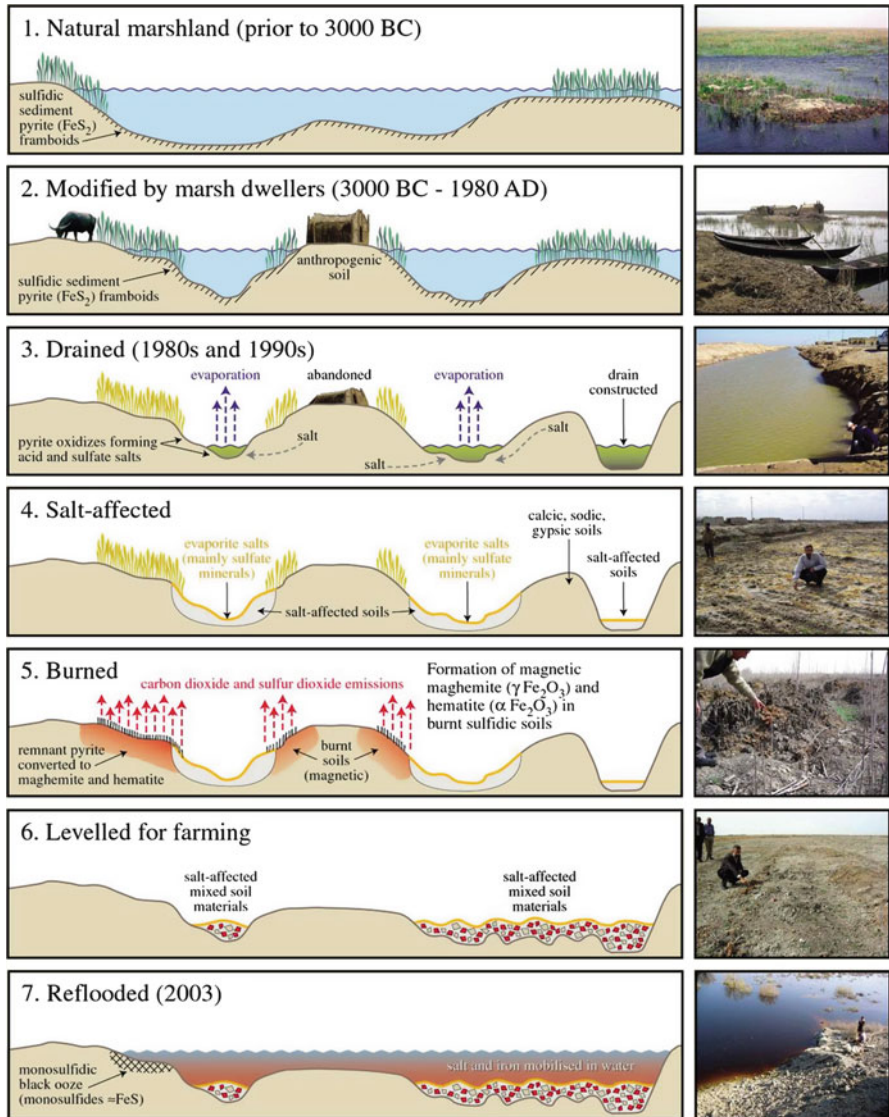 1. Natural marshland (prior to 3000 BC)
sulfidic
sediment
pyrite (FeS₂)
framboids
2. Modified by marsh dwellers (3000 BC - 1980 AD)
sulfidic sediment
pyrite (FeS₂) framboids
anthropogenic
soil
3. Drained (1980s and 1990s)
evaporation
abandoned
evaporation
drain
constructed
pyrite oxidizes forming
acid and sulfate salts
salt
salt
salt
4. Salt-affected
evaporite salts
(mainly sulfate
minerals)
evaporite salts
(mainly sulfate
minerals)
calcic, sodic,
gypsic soils
salt-affected
soils
salt-affected soils
5. Burned
carbon dioxide and sulfur dioxide emissions
Formation of magnetic
maghemite (γ Fe₂O₃) and
hematite (α Fe₂O₃) in
burnt sulfidic soils
remnant pyrite
converted to
maghemite and hematite
burnt
soils
(magnetic)
6. Levelled for farming
salt-affected
mixed soil
materials
salt-affected
mixed soil
materials
7. Reflooded (2003)
monosulfidic
black ooze
(monosulfides ≈FeS)
salt and iron mobilised in water